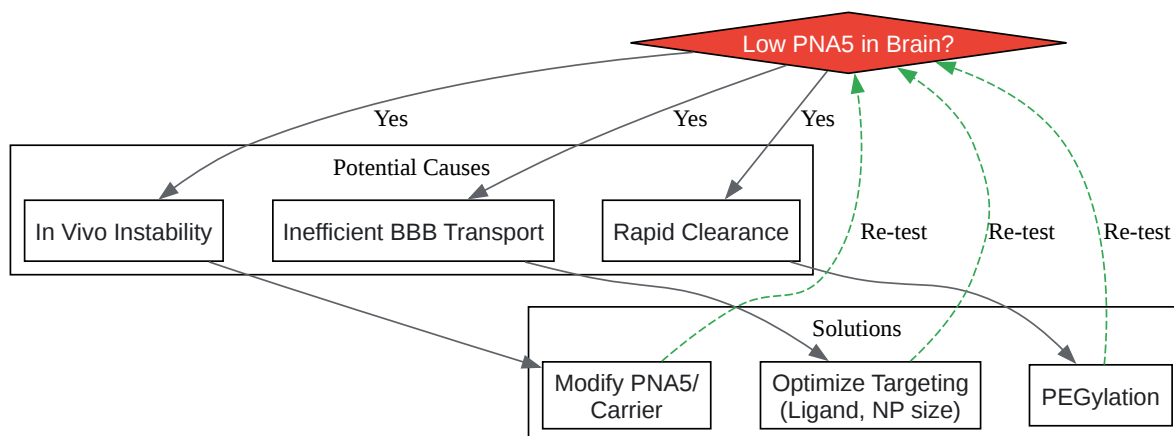 Low PNA5 in Brain?
Yes
Yes
Yes
Potential Causes
In Vivo Instability
Inefficient BBB Transport
Rapid Clearance
Re-test
Re-test
Re-test
Solutions
Modify PNA5/
Carrier
Optimize Targeting
(Ligand, NP size)
PEGylation